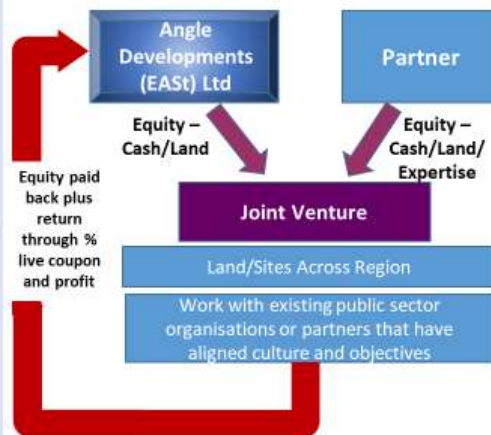 Angle
Developments
(EASt) Ltd
Partner
Equity –
Cash/Land
Equity –
Cash/Land/
Expertise
Equity paid
back plus
return
through %
live coupon
and profit
Joint Venture
Land/Sites Across Region
Work with existing public sector
organisations or partners that have
aligned culture and objectives